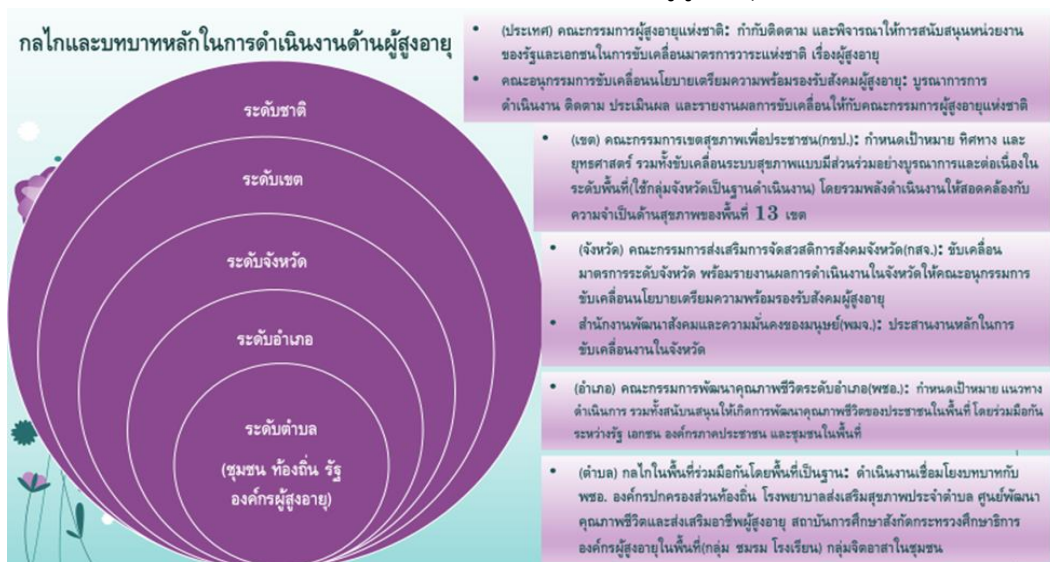 กลไกและบทบาทหลักในการดำเนินงานด้านผู้สูงอายุ
ระดับชาติ
ระดับเขต
ระดับจังหวัด
ระดับอำเภอ
ระดับตำบล
(ชุมชน ท้องถิ่น รัฐ
องค์กรผู้สูงอายุ)
• (ประเทศ) คณะกรรมการผู้สูงอายุแห่งชาติ: กำกับติดตาม และพิจารณาให้การสนับสนุนหน่วยงาน
ของรัฐและเอกชนในการขับเคลื่อนมาตรการวาระแห่งชาติ เรื่องผู้สูงอายุ
• คณะอนุกรรมการขับเคลื่อนนโยบายเตรียมความพร้อมรองรับสังคมผู้สูงอายุ: บูรณาการการ
ดำเนินงาน ติดตาม ประเมินผล และรายงานผลการขับเคลื่อนให้กับคณะกรรมการผู้สูงอายุแห่งชาติ
• (เขต) คณะกรรมการเขตสุขภาพเพื่อประชาชน(กขป.): กำหนดเป้าหมาย ทิศทาง และ
ยุทธศาสตร์ รวมทั้งขับเคลื่อนระบบสุขภาพแบบมีส่วนร่วมอย่างบูรณาการและต่อเนื่องใน
ระดับพื้นที่(ใช้กลุ่มจังหวัดเป็นฐานดำเนินงาน) โดยรวมพลังดำเนินงานให้สอดคล้องกับ
ความจำเป็นด้านสุขภาพของพื้นที่ 13 เขต
• (จังหวัด) คณะกรรมการส่งเสริมการจัดสวัสดิการสังคมจังหวัด(กสจ.): ขับเคลื่อน
มาตรการระดับจังหวัด พร้อมรายงานผลการดำเนินงานในจังหวัดให้คณะอนุกรรมการ
ขับเคลื่อนนโยบายเตรียมความพร้อมรองรับสังคมผู้สูงอายุ
• สำนักงานพัฒนาสังคมและความมั่นคงของมนุษย์(พมจ.): ประสานงานหลักในการ
ขับเคลื่อนงานในจังหวัด
• (อำเภอ) คณะกรรมการพัฒนาคุณภาพชีวิตระดับอำเภอ(พชอ.): กำหนดเป้าหมาย แนวทาง
ดำเนินการ รวมทั้งสนับสนุนให้เกิดการพัฒนาคุณภาพชีวิตของประชาชนในพื้นที่ โดยร่วมมือกัน
ระหว่างรัฐ เอกชน องค์กรภาคประชาชน และชุมชนในพื้นที่
• (ตำบล) กลไกในพื้นที่ร่วมมือกันโดยพื้นที่เป็นฐาน: ดำเนินงานเชื่อมโยงบทบาทกับ
พชอ. องค์กรปกครองส่วนท้องถิ่น โรงพยาบาลส่งเสริมสุขภาพประจำตำบล ศูนย์พัฒนา
คุณภาพชีวิตและส่งเสริมอาชีพผู้สูงอายุ สถาบันการศึกษาสังกัดกระทรวงศึกษาธิการ
องค์กรผู้สูงอายุในพื้นที่(กลุ่ม ชมรม โรงเรียน) กลุ่มจิตอาสาในชุมชน